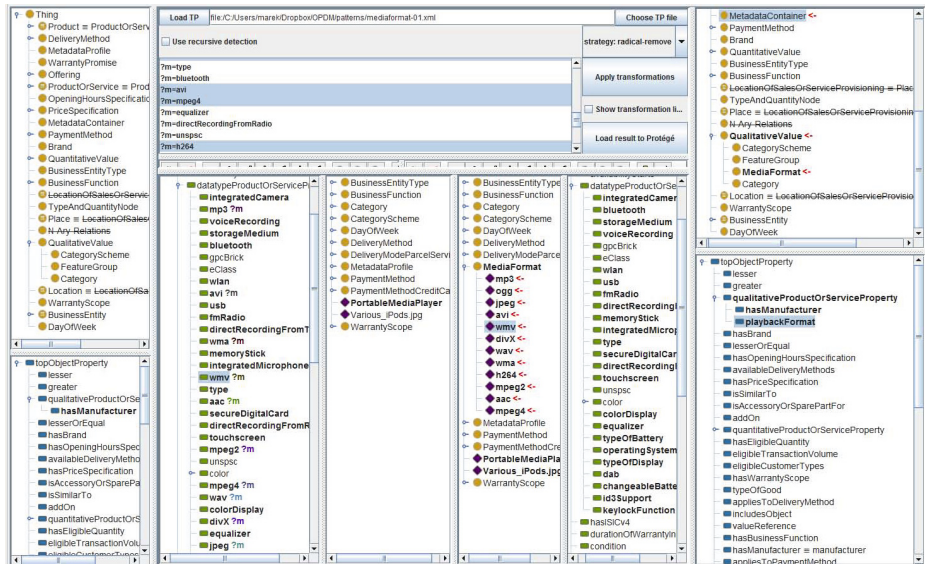 Thing
Product ≡ ProductOrServ
DeliveryMethod
MetadataProfile
WarrantyPromise
Offering
ProductOrService ≡ Prod
OpeningHoursSpecificatio
PriceSpecification
MetadataContainer
PaymentMethod
Brand
QuantitativeValue
BusinessEntityType
BusinessFunction
LocationOfSalesOrServic
TypeAndQuantityNode
Place ≡ LocationOfSales
N-Ary-Relations
QualitativeValue
CategoryScheme
FeatureGroup
Category
Location ≡ LocationOfSa
WarrantyScope
BusinessEntity
DayOfWeek
topObjectProperty
lesser
greater
qualitativeProductOrSe
hasManufacturer
lesserOrEqual
hasBrand
hasOpeningHoursSpec
availableDeliveryMetho
hasPriceSpecification
isAccessoryOrSparePa
isSimilarTo
addOn
quantitativeProductOrS
hasEligibleQuantity
eligibleTransactionVolu
eligibleCustomerTypes
Load TP
file:/C:/Users/marek/Dropbox/OPDM/patterns/mediaformat-01.xml
Choose TP file
Use recursive detection
strategy: radical-remove
?m=type
?m=bluetooth
?m=avi
?m=mpeg4
?m=equalizer
?m=directRecordingFromRadio
?m=unspsc
?m=h264
Apply transformations
Show transformation li...
Load result to Protégé
datatypeProductOrServiceP
integratedCamera
mp3 ?m
voiceRecording
storageMedium
bluetooth
gpcBrick
eClass
wlan
avi ?m
usb
fmRadio
directRecordingFromT
wma ?m
memoryStick
integratedMicrophone
wmv ?m
type
aac ?m
secureDigitalCard
directRecordingFromR
touchscreen
mpeg2 ?m
unspsc
color
mpeg4 ?m
wav ?m
colorDisplay
divX ?m
equalizer
jpeg ?m
BusinessEntityType
BusinessFunction
Category
CategoryScheme
DayOfWeek
DeliveryMethod
DeliveryModeParcelServi
MetadataProfile
PaymentMethod
PaymentMethodCreditCa
PortableMediaPlayer
Various_iPods.jpg
WarrantyScope
BusinessEntityType
BusinessFunction
Category
CategoryScheme
DayOfWeek
DeliveryMethod
DeliveryModeParce
MediaFormat
mp3 <-
ogg <-
jpeg <-
avi <-
wmv <-
divX <-
wav <-
wma <-
h264 <-
mpeg2 <-
aac <-
mpeg4 <-
MetadataProfile
PaymentMethod
PaymentMethodCre
PortableMediaPla
Various_iPods.jpg
WarrantyScope
datatypeProductOrSe
integratedCamer
bluetooth
storageMedium
voiceRecording
gpcBrick
eClass
wlan
usb
fmRadio
directRecordingI
memoryStick
integratedMicrop
type
secureDigitalCar
directRecordingI
touchscreen
unspsc
color
colorDisplay
equalizer
typeOfBattery
operatingSystem
typeOfDisplay
dab
changeableBatte
id3Support
keylockFunction
hasISICv4
durationOfWarrantyIn
condition
MetadataContainer <-
PaymentMethod
Brand
QuantitativeValue
BusinessEntityType
BusinessFunction
LocationOfSalesOrServiceProvisioning ≡ Plac
TypeAndQuantityNode
Place ≡ LocationOfSalesOrServiceProvisionin
N-Ary-Relations
QualitativeValue <-
CategoryScheme
FeatureGroup
MediaFormat <-
Category
Location ≡ LocationOfSalesOrServiceProvisio
WarrantyScope
BusinessEntity
DayOfWeek
topObjectProperty
lesser
greater
qualitativeProductOrServiceProperty
hasManufacturer
playbackFormat
hasBrand
lesserOrEqual
hasOpeningHoursSpecification
availableDeliveryMethods
hasPriceSpecification
isSimilarTo
isAccessoryOrSparePartFor
addOn
quantitativeProductOrServiceProperty
hasEligibleQuantity
eligibleTransactionVolume
eligibleCustomerTypes
hasWarrantyScope
typeOfGood
appliesToDeliveryMethod
includesObject
valueReference
hasBusinessFunction
hasManufacturer ≡ manufacturer
appliesToPaymentMethod